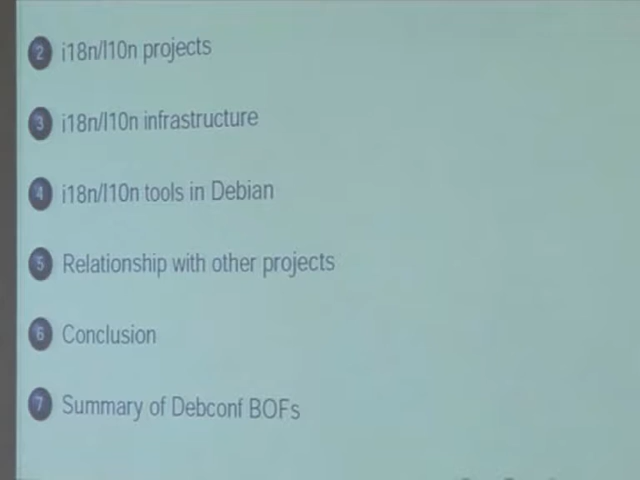 2 i18n/l10n projects
3 i18n/l10n infrastructure
4 i18n/l10n tools in Debian
5 Relationship with other projects
6 Conclusion
7 Summary of Debconf BOFs